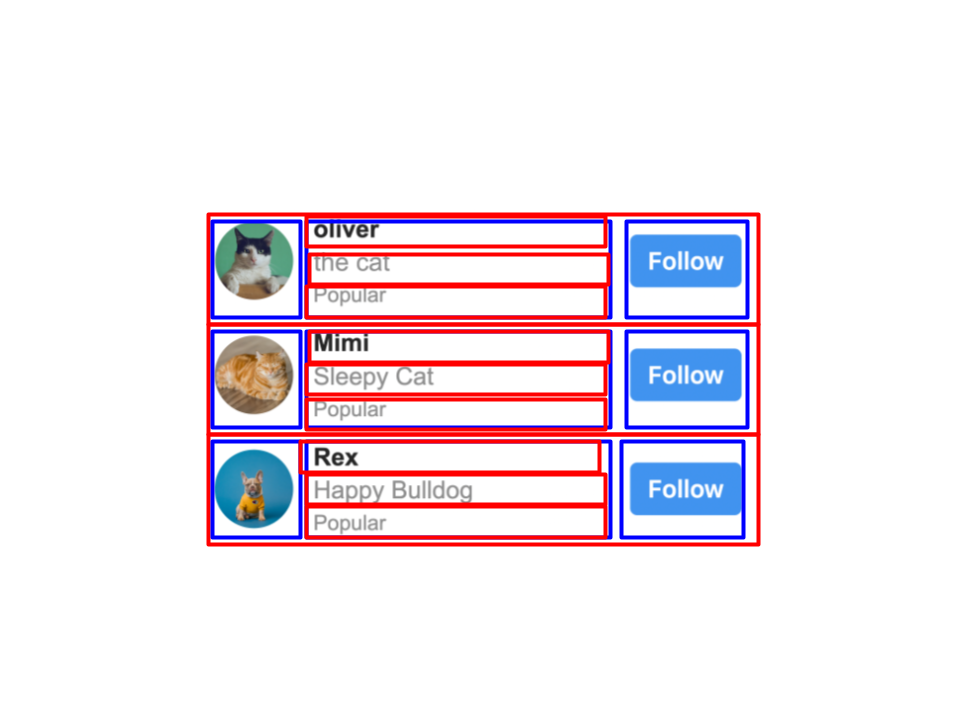 oliver
the cat
Popular
Follow
Mimi
Sleepy Cat
Popular
Follow
Rex
Happy Bulldog
Popular
Follow